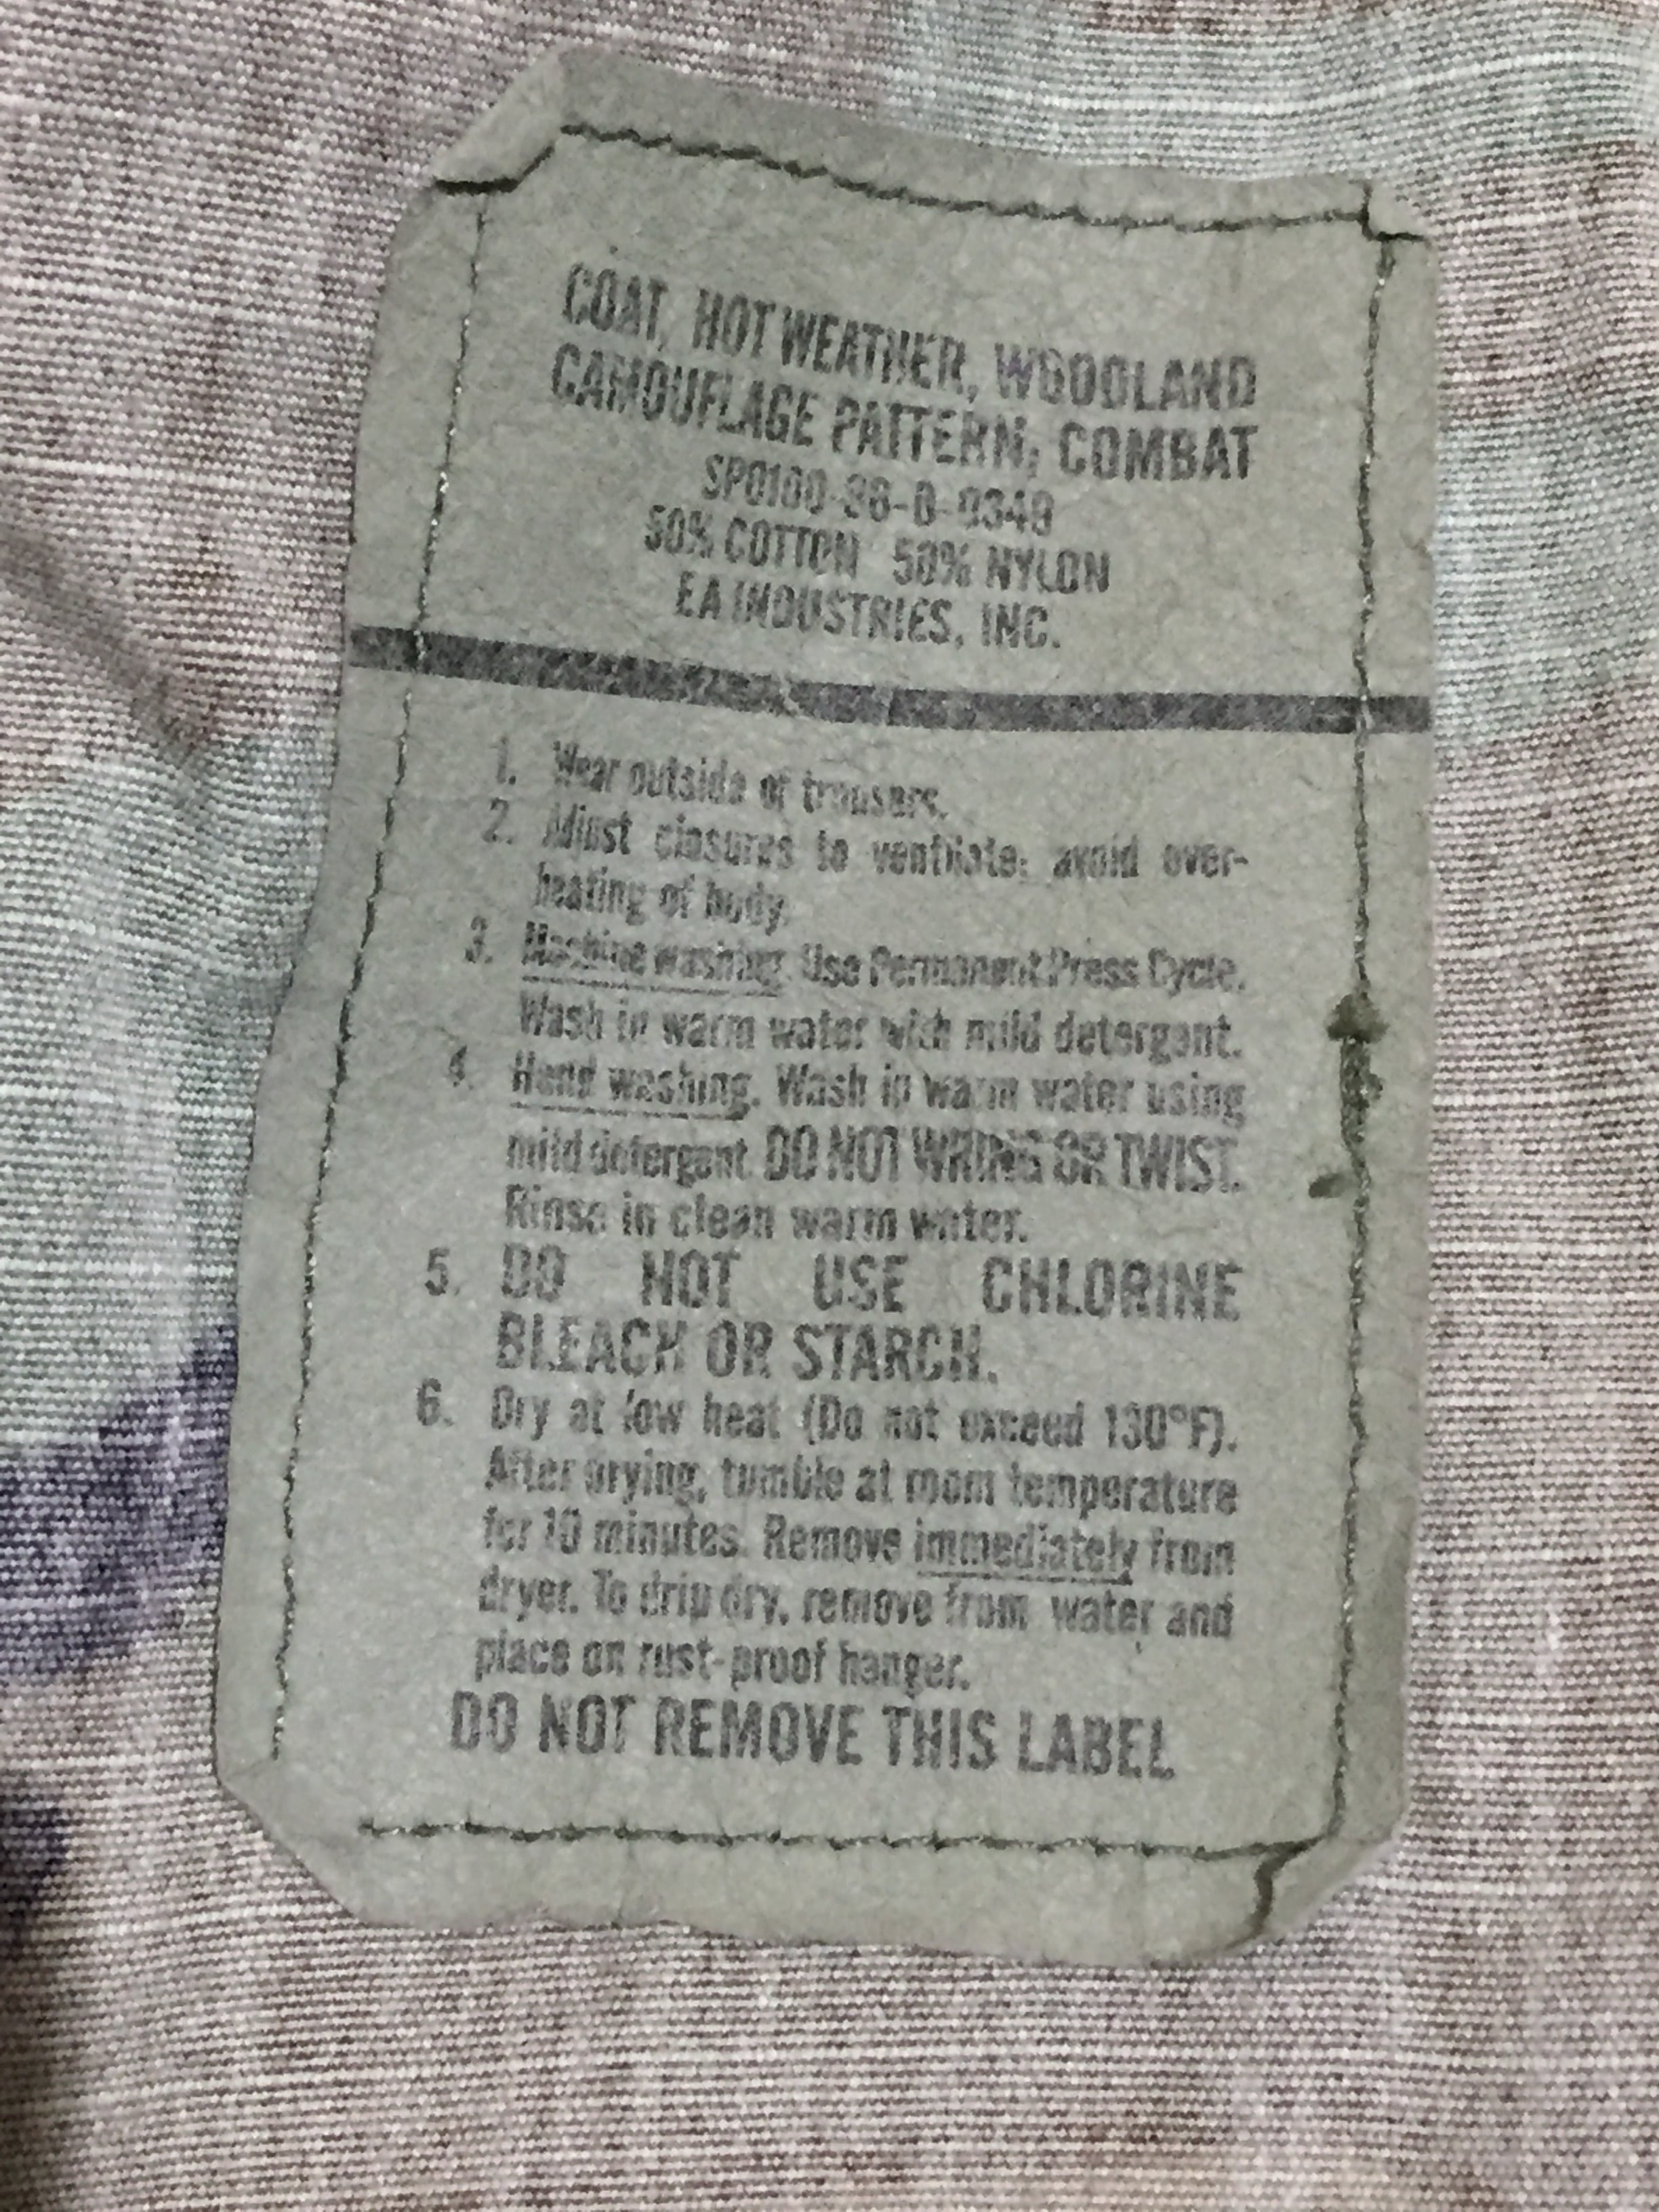 COAT, HOT WEATHER, WOODLAND
CAMOUFLAGE PATTERN, COMBAT
50% COTTON 50% NYLON
EA INDUSTRIES, INC.
1. Wear outside of trousers.
2. Adjust closures to ventilate; avoid over-
heating of body.
3. Machine washing. Use Permanent Press Cycle.
Wash in warm water with mild detergent.
4. Hand washing. Wash in warm water using
mild detergent. DO NOT WRING OR TWIST.
Rinse in clean warm water.
5. DO NOT USE CHLORINE
BLEACH OR STARCH.
6. Dry at low heat (Do not exceed 130°F).
After drying, tumble at room temperature
for 10 minutes. Remove immediately from
dryer. To drip dry, remove from water and
place on rust-proof hanger.
DO NOT REMOVE THIS LABEL